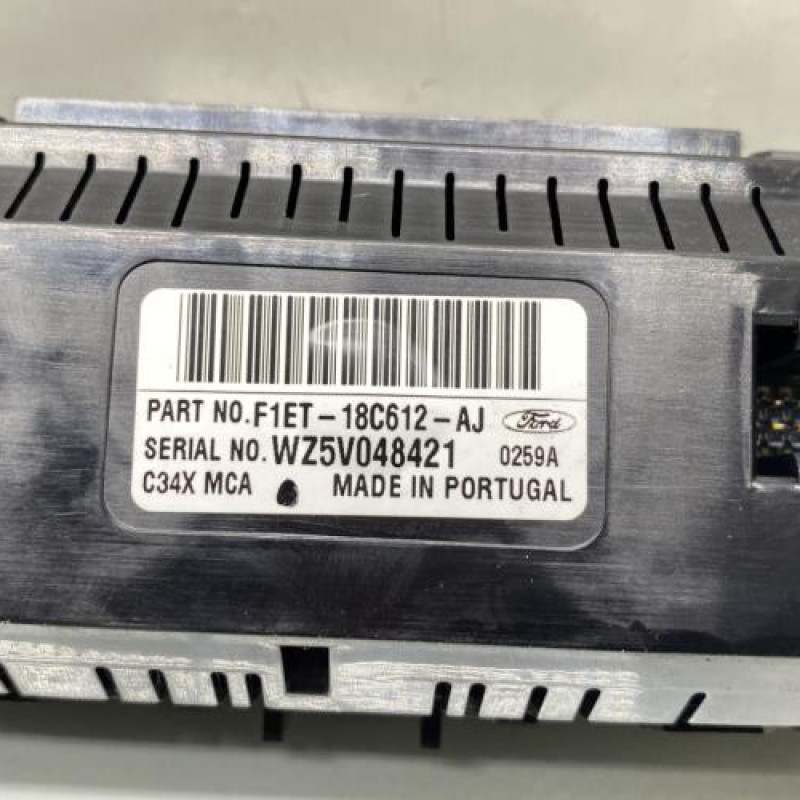 PART NO. F1ET-18C612-AJ Ford
SERIAL NO. WZ5V048421 0259A
C34X MCA MADE IN PORTUGAL